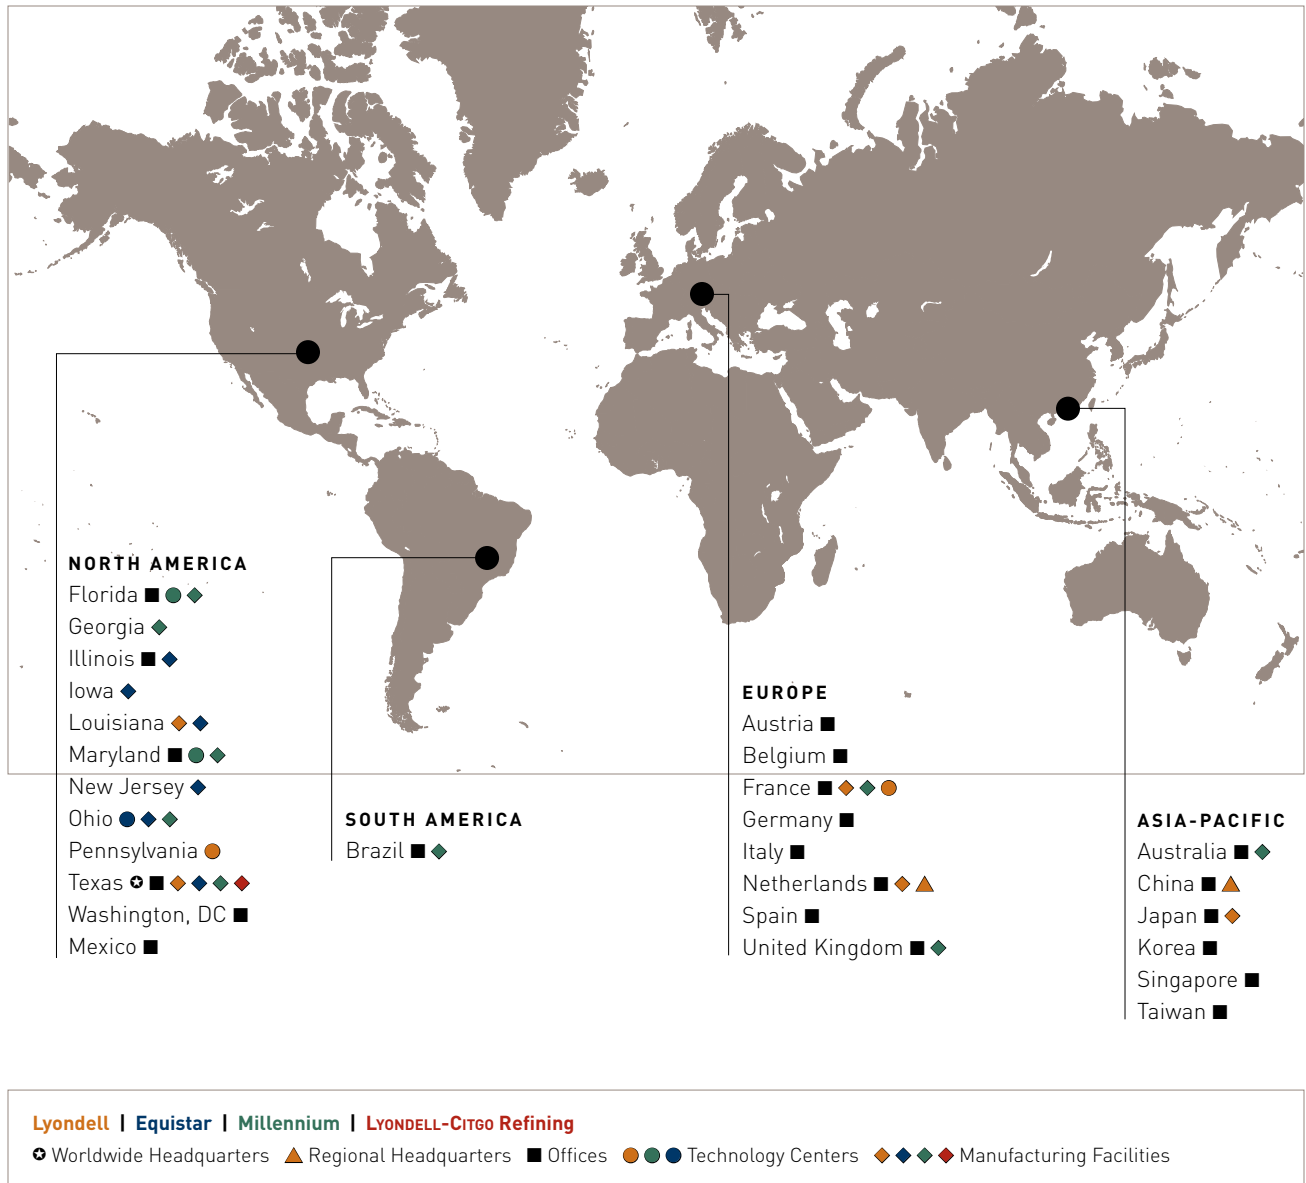 NORTH AMERICA
Florida
Georgia
Illinois
Iowa
Louisiana
Maryland
New Jersey
Ohio
Pennsylvania
Texas
Washington, DC
Mexico
SOUTH AMERICA
Brazil
EUROPE
Austria
Belgium
France
Germany
Italy
Netherlands
Spain
United Kingdom
ASIA-PACIFIC
Australia
China
Japan
Korea
Singapore
Taiwan
Lyondell | Equistar | Millennium | LYONDELL-CITGO Refining
Worldwide Headquarters Regional Headquarters Offices Technology Centers Manufacturing Facilities